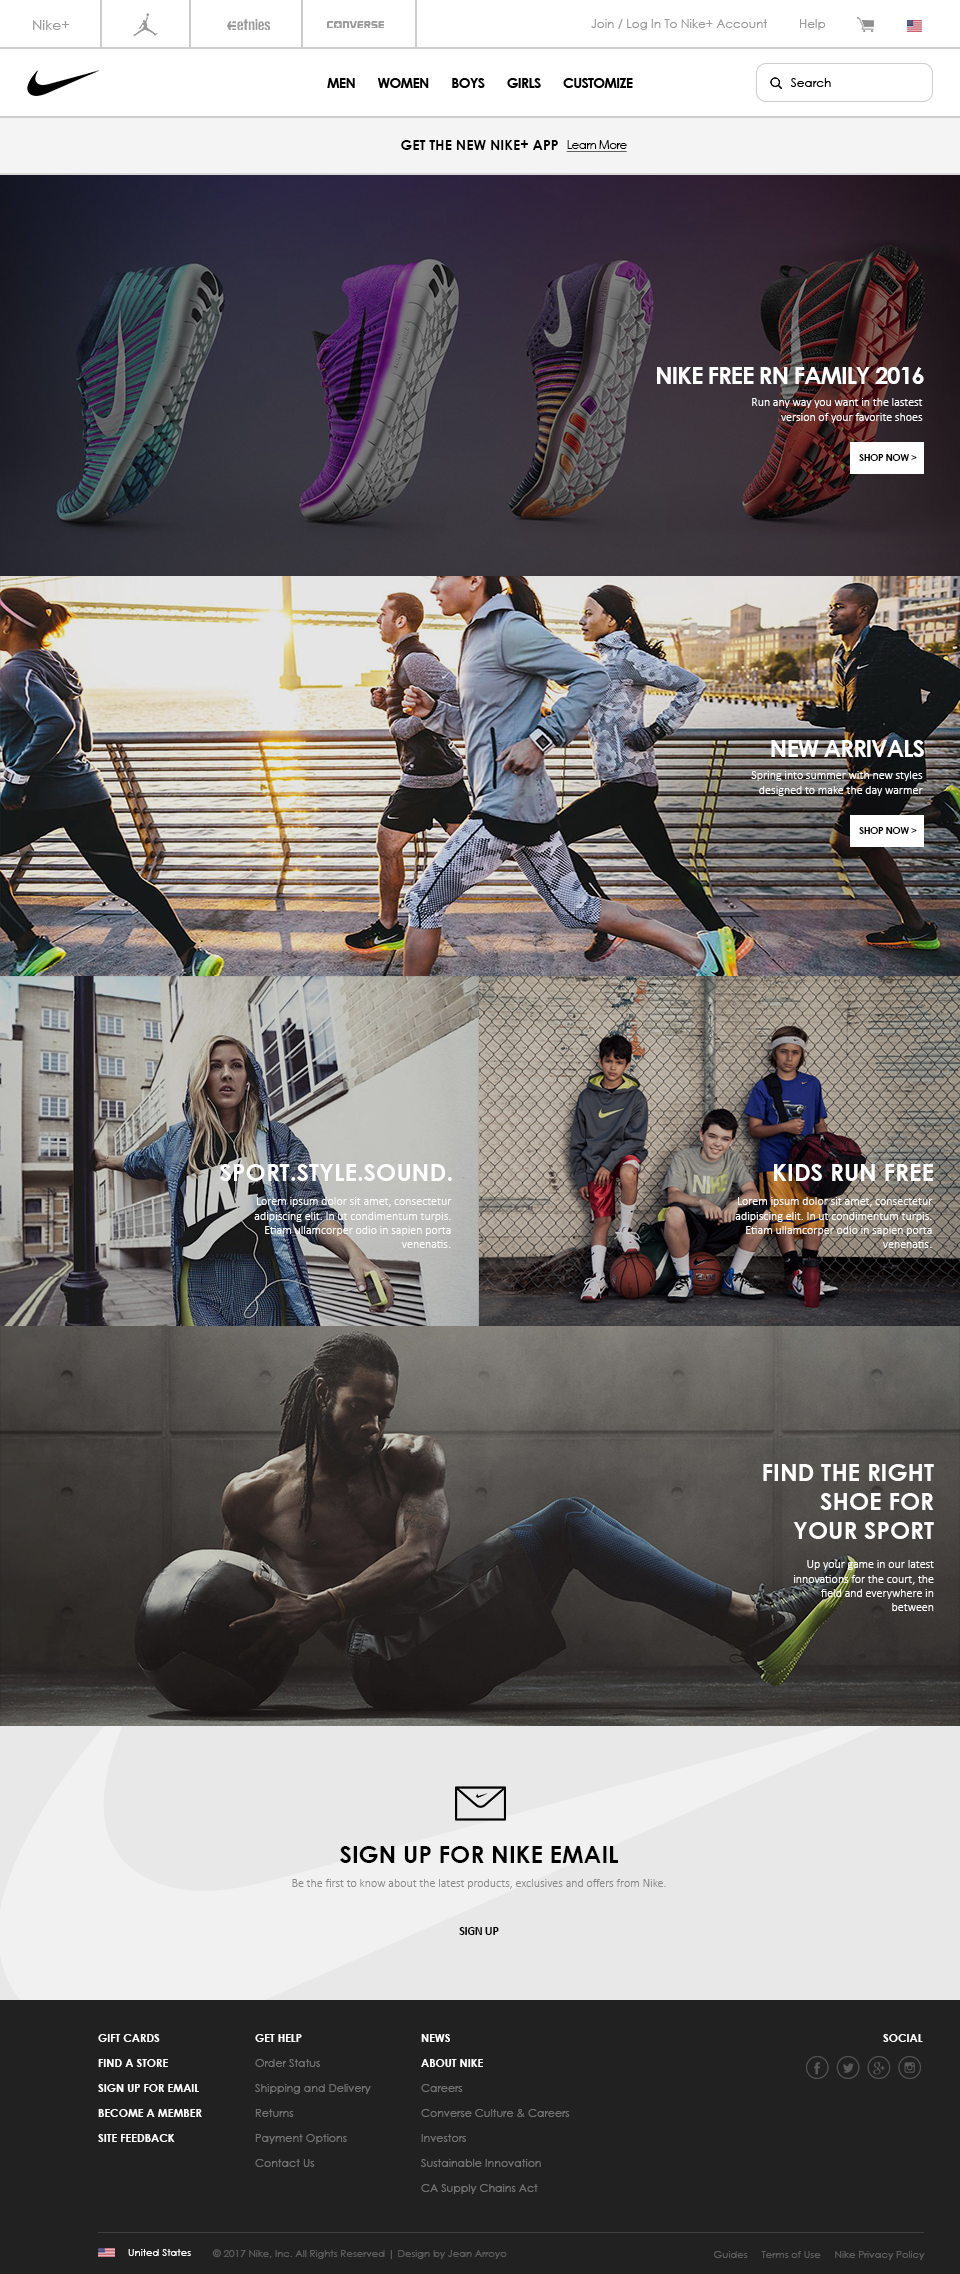 Nike+
etnies
CONVERSE
Join / Log In To Nike+ Account
Help
MEN
WOMEN
BOYS
GIRLS
CUSTOMIZE
Search
GET THE NEW NIKE+ APP Learn More
NIKE FREE RN FAMILY 2016
Run any way you want in the lastest
version of your favorite shoes
SHOP NOW >
NEW ARRIVALS
Spring into summer with new styles
designed to make the day warmer
SHOP NOW >
NIKE
SPORT.STYLE.SOUND.
Lorem ipsum dolor sit amet, consectetur
adipiscing elit. In ut condimentum turpis.
Etiam ullamcorper odio in sapien porta
venenatis.
NIKE
KIDS RUN FREE
Lorem ipsum dolor sit amet, consectetur
adipiscing elit. In ut condimentum turpis.
Etiam ullamcorper odio in sapien porta
venenatis.
FIND THE RIGHT
SHOE FOR
YOUR SPORT
Up your game in our latest
innovations for the court, the
field and everywhere in
between
SIGN UP FOR NIKE EMAIL
Be the first to know about the latest products, exclusives and offers from Nike.
SIGN UP
GIFT CARDS
FIND A STORE
SIGN UP FOR EMAIL
BECOME A MEMBER
SITE FEEDBACK
GET HELP
Order Status
Shipping and Delivery
Returns
Payment Options
Contact Us
NEWS
ABOUT NIKE
Careers
Converse Culture & Careers
Investors
Sustainable Innovation
CA Supply Chains Act
SOCIAL
United States
© 2017 Nike, Inc. All Rights Reserved | Design by Jean Arroyo
Guides
Terms of Use
Nike Privacy Policy